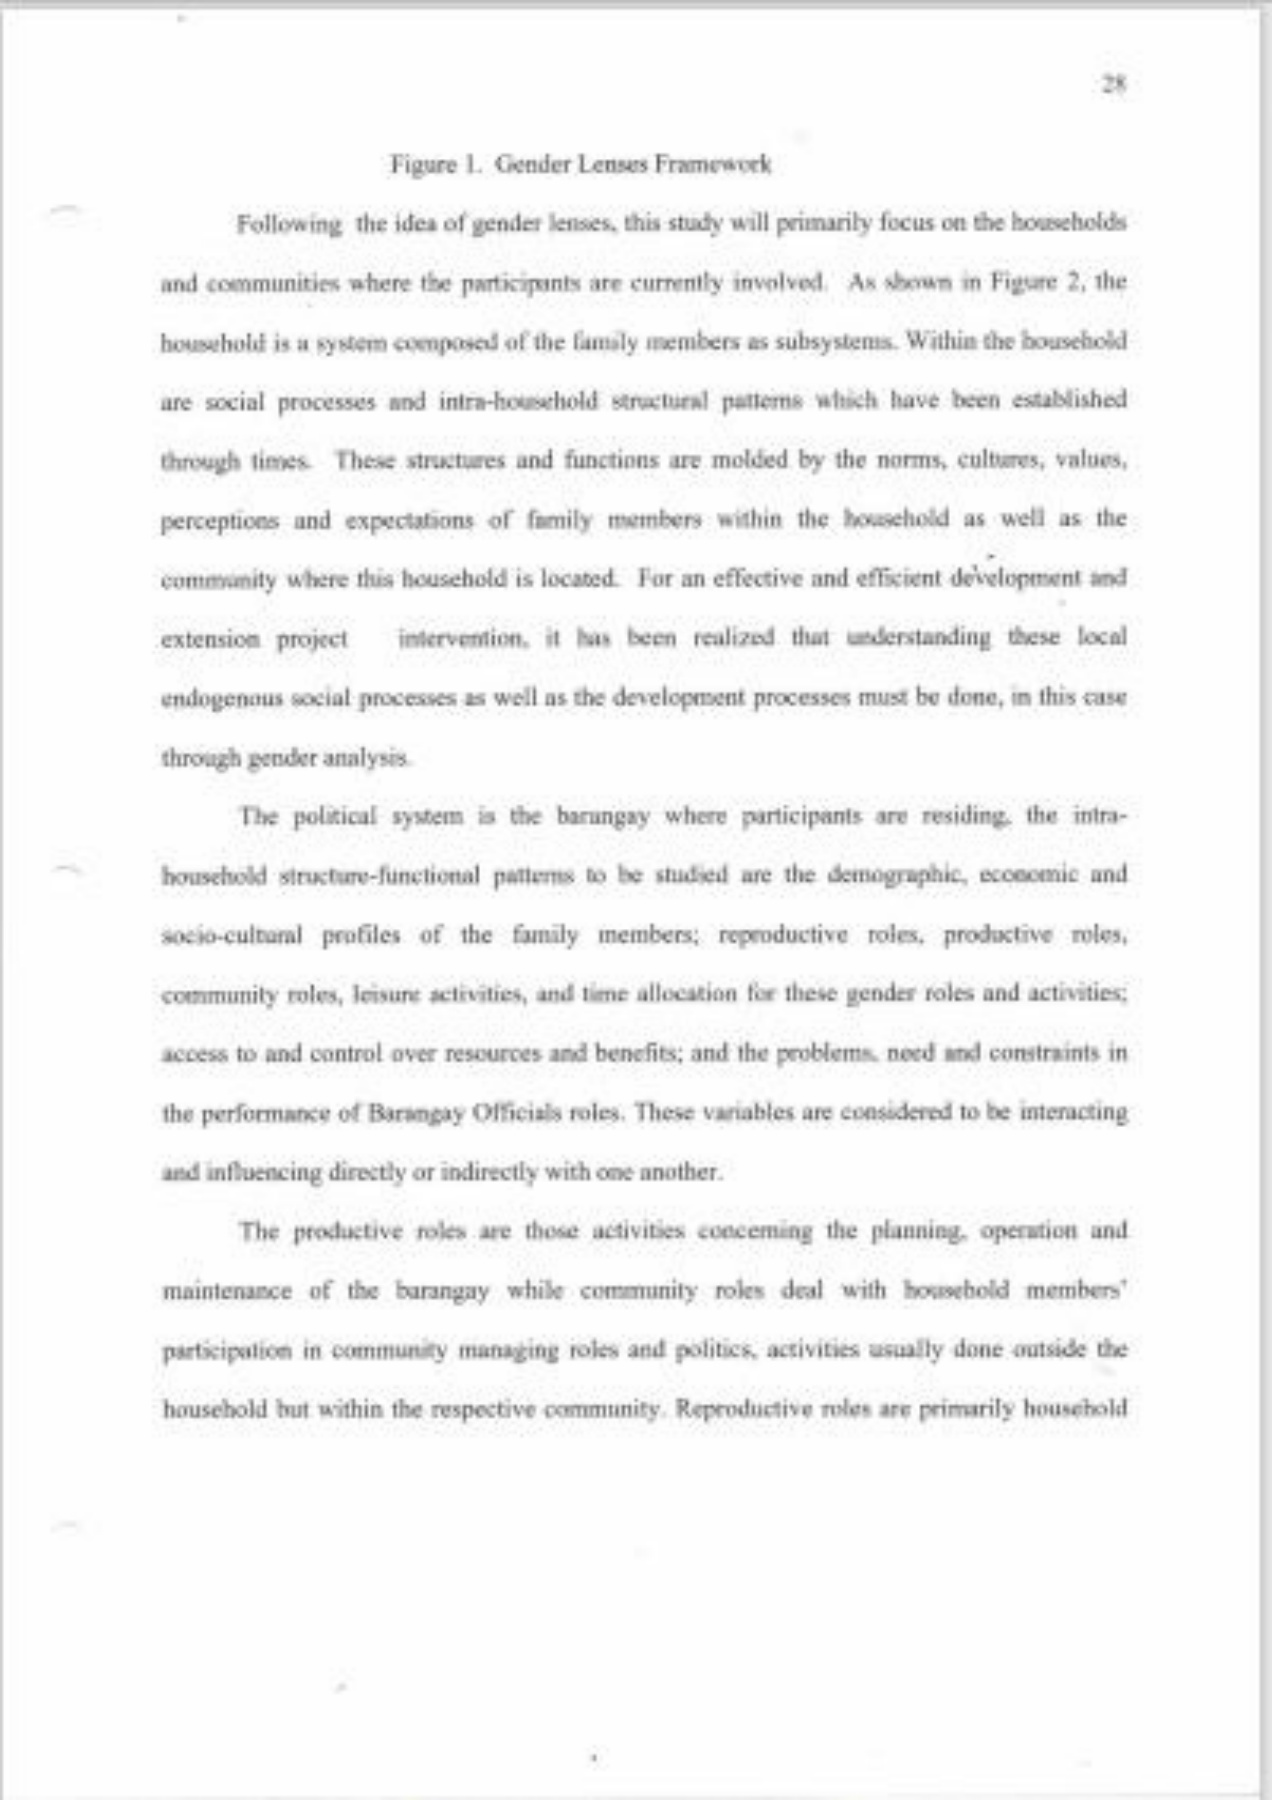 28
Figure 1. Gender Lenses Framework
Following the idea of gender lenses, this study will primarily focus on the households
and communities where the participants are currently involved. As shown in Figure 2, the
household is a system composed of the family members as subsystems. Within the household
are social processes and intra-household structural patterns which have been established
through times. These structures and functions are molded by the norms, cultures, values,
perceptions and expectations of family members within the household as well as the
community where this household is located. For an effective and efficient development and
extension project intervention, it has been realized that understanding these local
endogenous social processes as well as the development processes must be done, in this case
through gender analysis.
The political system is the barangay where participants are residing, the intra-
household structure-functional patterns to be studied are the demographic, economic and
socio-cultural profiles of the family members; reproductive roles, productive roles,
community roles, leisure activities, and time allocation for these gender roles and activities;
access to and control over resources and benefits; and the problems, need and constraints in
the performance of Barangay Officials roles. These variables are considered to be interacting
and influencing directly or indirectly with one another.
The productive roles are those activities concerning the planning, operation and
maintenance of the barangay while community roles deal with household members'
participation in community managing roles and politics, activities usually done outside the
household but within the respective community. Reproductive roles are primarily household